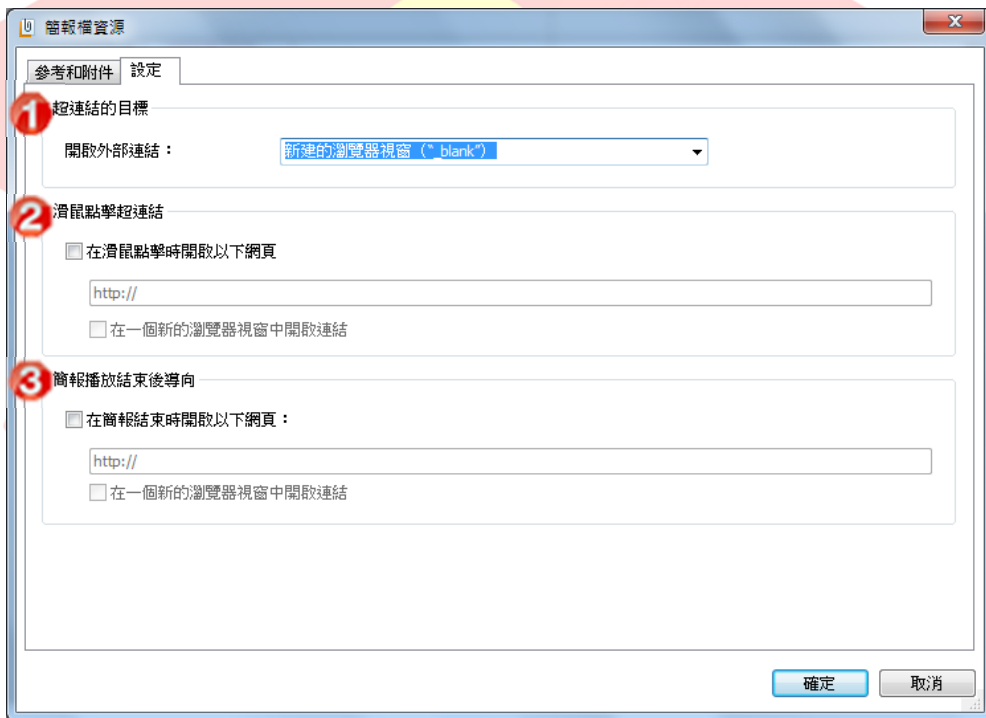 簡報檔資源
參考和附件 設定
1 超連結的目標
開啟外部連結： 新建的瀏覽器視窗（"_blank"）
2 滑鼠點擊超連結
在滑鼠點擊時開啟以下網頁
http://
在一個新的瀏覽器視窗中開啟連結
3 簡報播放結束後導向
在簡報結束時開啟以下網頁：
http://
在一個新的瀏覽器視窗中開啟連結
確定 取消